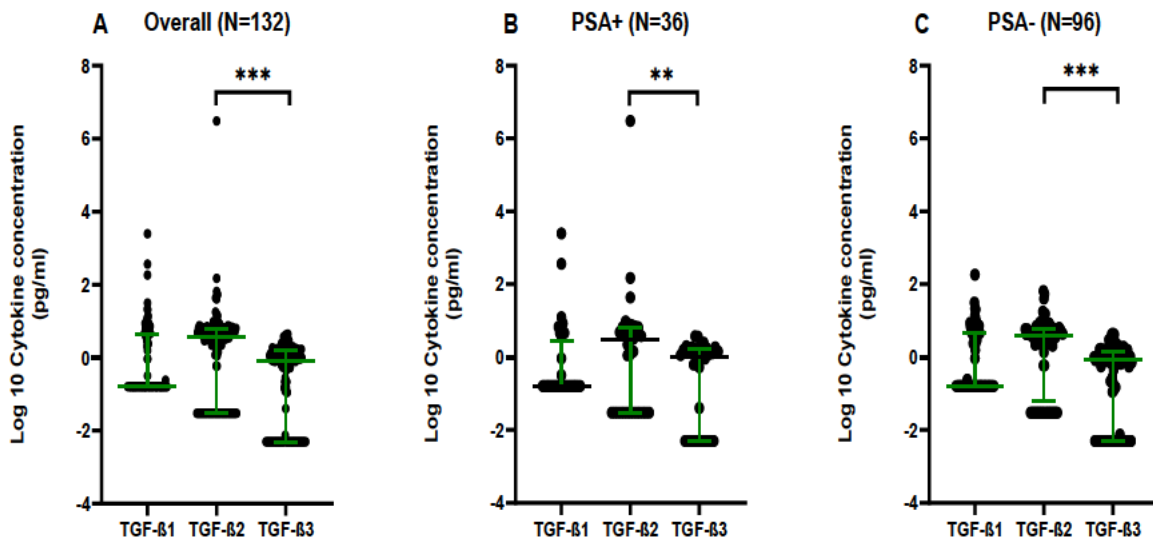 A Overall (N=132)
Log 10 Cytokine concentration
(pg/ml)
8
6
4
2
0
-2
-4
***
TGF-ß1 TGF-ß2 TGF-ß3
B PSA+ (N=36)
Log 10 Cytokine concentration
(pg/ml)
8
6
4
2
0
-2
-4
**
TGF-ß1 TGF-ß2 TGF-ß3
C PSA- (N=96)
Log 10 Cytokine concentration
(pg/ml)
8
6
4
2
0
-2
-4
***
TGF-ß1 TGF-ß2 TGF-ß3